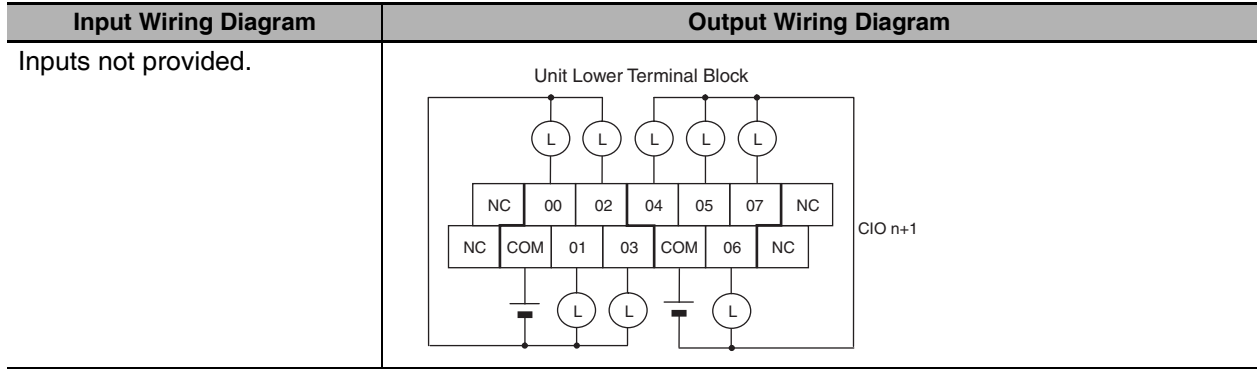 Input Wiring Diagram Output Wiring Diagram
Inputs not provided.
Unit Lower Terminal Block
L L L L L
NC 00 02 04 05 07 NC
CIO n+1
NC COM 01 03 COM 06 NC
L L L